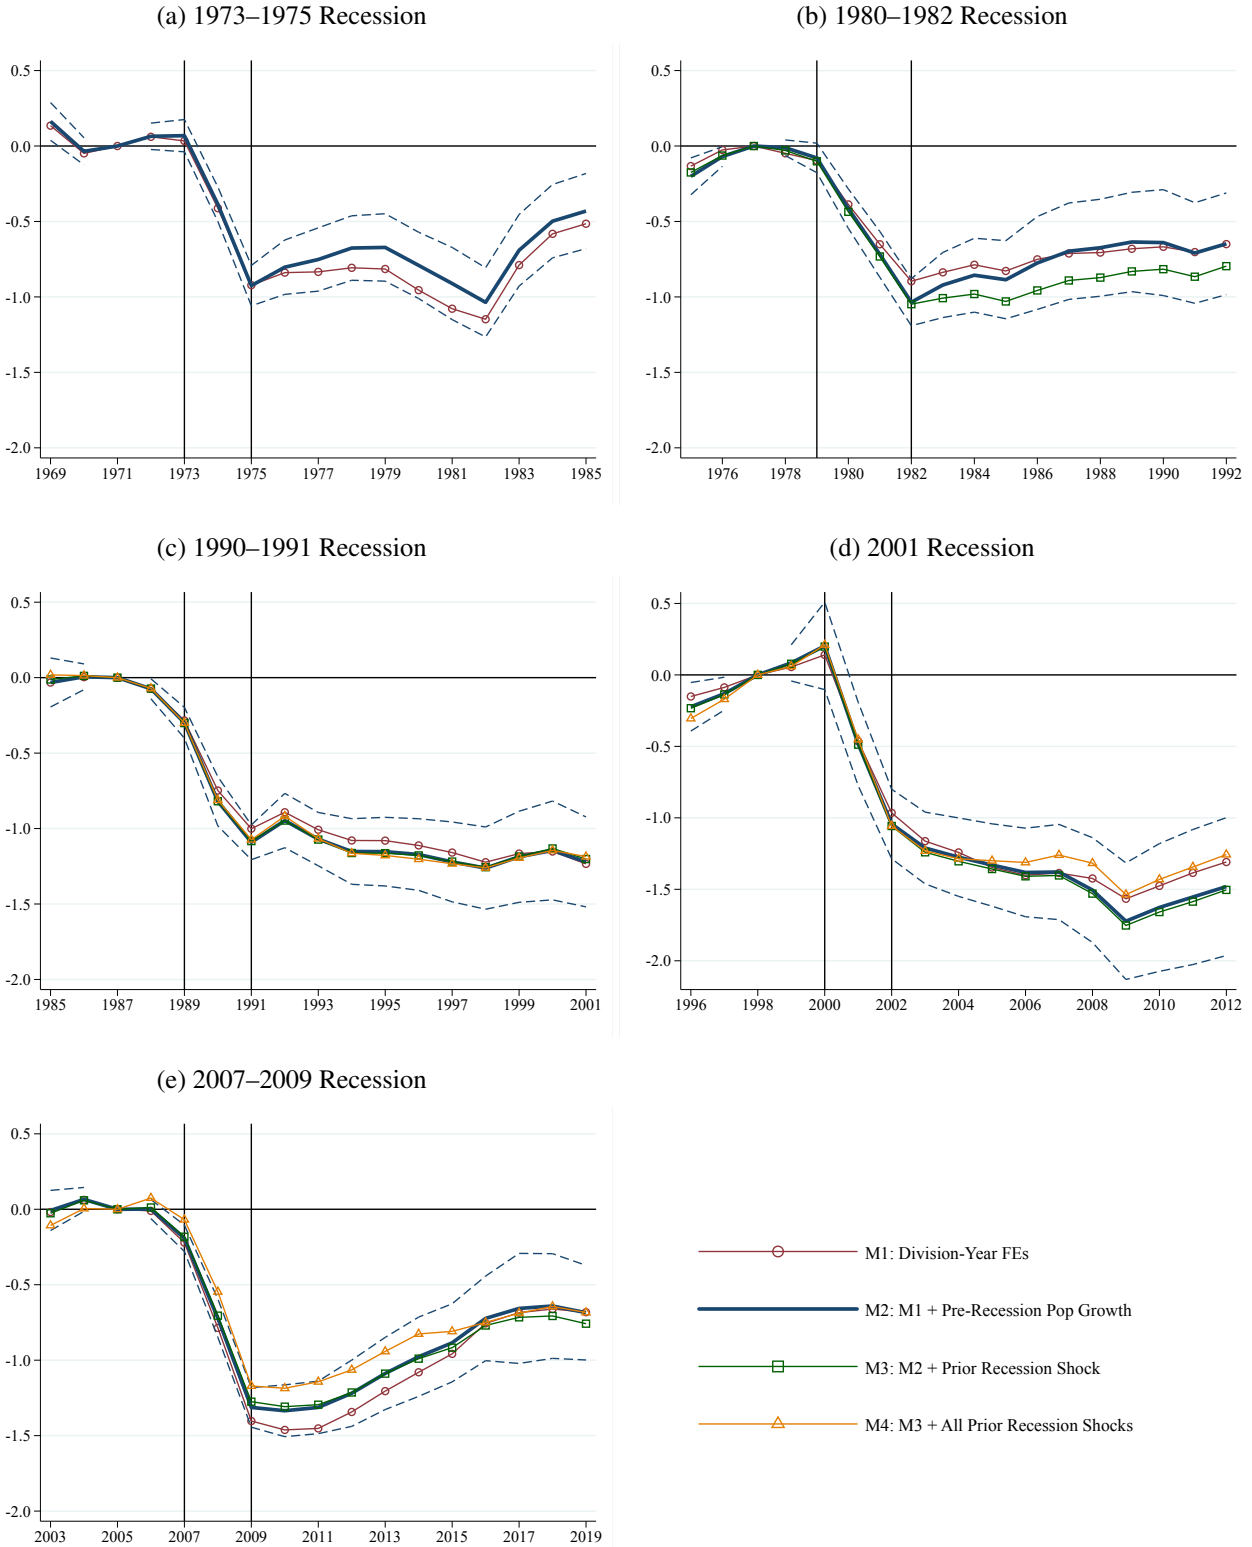 (a) 1973–1975 Recession
0.5
0.0
-0.5
-1.0
-1.5
-2.0
1969 1971 1973 1975 1977 1979 1981 1983 1985
(b) 1980–1982 Recession
0.5
0.0
-0.5
-1.0
-1.5
-2.0
1976 1978 1980 1982 1984 1986 1988 1990 1992
(c) 1990–1991 Recession
0.5
0.0
-0.5
-1.0
-1.5
-2.0
1985 1987 1989 1991 1993 1995 1997 1999 2001
(d) 2001 Recession
0.5
0.0
-0.5
-1.0
-1.5
-2.0
1996 1998 2000 2002 2004 2006 2008 2010 2012
(e) 2007–2009 Recession
0.5
0.0
-0.5
-1.0
-1.5
-2.0
2003 2005 2007 2009 2011 2013 2015 2017 2019
M1: Division-Year FEs
M2: M1 + Pre-Recession Pop Growth
M3: M2 + Prior Recession Shock
M4: M3 + All Prior Recession Shocks